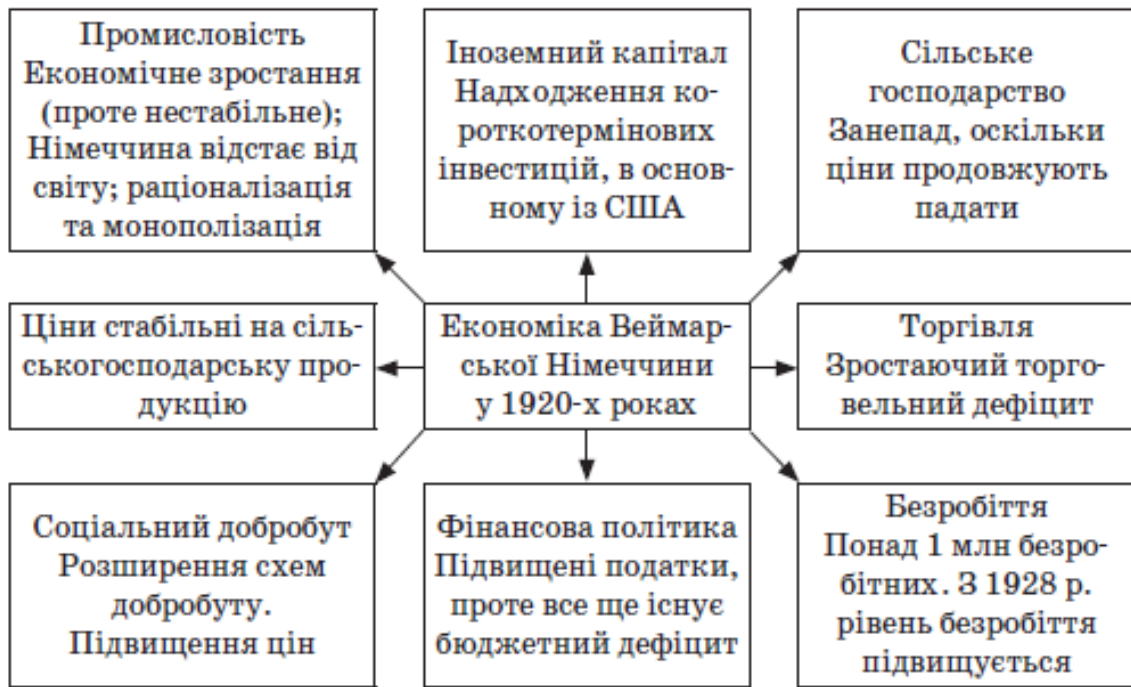 Промисловість
Економічне зростання
(проте нестабільне);
Німеччина відстає від
світу; раціоналізація
та монополізація
Іноземний капітал
Надходження ко-
роткотермінових
інвестицій, в основ-
ному із США
Сільське
господарство
Занепад, оскільки
ціни продовжують
падати
Ціни стабільні на сіль-
ськогосподарську про-
дукцію
Економіка Веймар-
ської Німеччини
у 1920-х роках
Торгівля
Зростаючий торго-
вельний дефіцит
Соціальний добробут
Розширення схем
добробуту.
Підвищення цін
Фінансова політика
Підвищені податки,
проте все ще існує
бюджетний дефіцит
Безробіття
Понад 1 млн безро-
бітних. З 1928 р.
рівень безробіття
підвищується